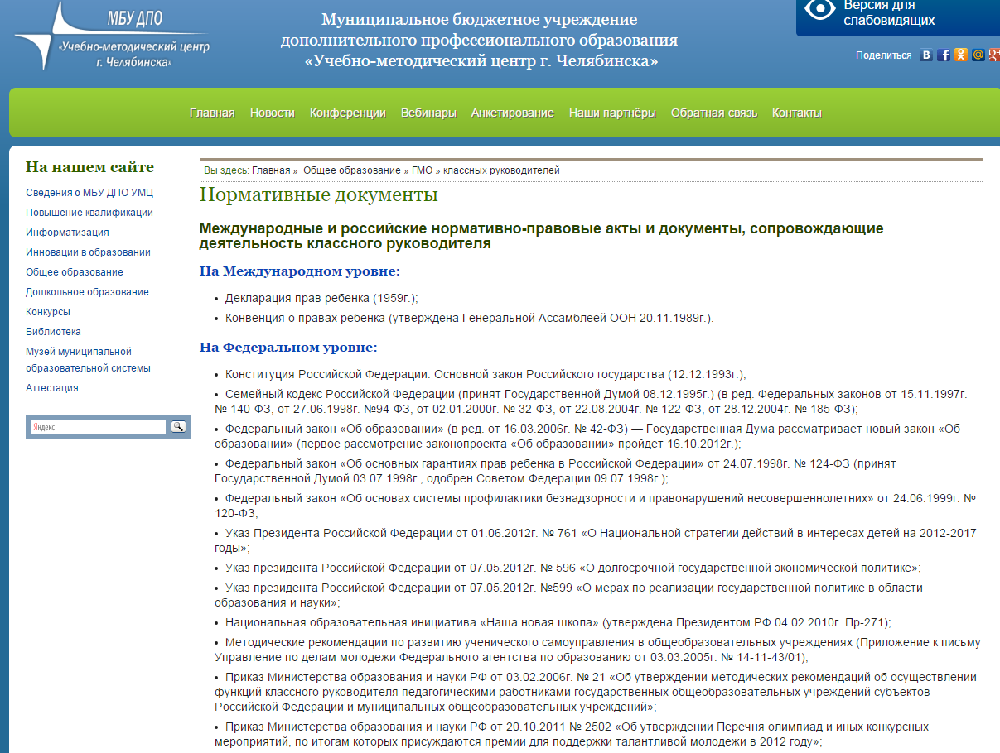 МБУ ДПО
«Учебно-методический центр
г. Челябинска»
Муниципальное бюджетное учреждение
дополнительного профессионального образования
«Учебно-методический центр г. Челябинска»
Версия для
слабовидящих
Поделиться
Главная Новости Конференции Вебинары Анкетирование Наши партнёры Обратная связь Контакты
На нашем сайте
Сведения о МБУ ДПО УМЦ
Повышение квалификации
Информатизация
Инновации в образовании
Общее образование
Дошкольное образование
Конкурсы
Библиотека
Музей муниципальной
образовательной системы
Аттестация
Яндекс
Вы здесь: Главная » Общее образование » ГМО » классных руководителей
Нормативные документы
Международные и российские нормативно-правовые акты и документы, сопровождающие
деятельность классного руководителя
На Международном уровне:
• Декларация прав ребенка (1959г.);
• Конвенция о правах ребенка (утверждена Генеральной Ассамблеей ООН 20.11.1989г.).
На Федеральном уровне:
• Конституция Российской Федерации. Основной закон Российского государства (12.12.1993г.);
• Семейный кодекс Российской Федерации (принят Государственной Думой 08.12.1995г.) (в ред. Федеральных законов от 15.11.1997г.
№ 140-ФЗ, от 27.06.1998г. №94-ФЗ, от 02.01.2000г. № 32-ФЗ, от 22.08.2004г. № 122-ФЗ, от 28.12.2004г. № 185-ФЗ);
• Федеральный закон «Об образовании» (в ред. от 16.03.2006г. № 42-ФЗ) — Государственная Дума рассматривает новый закон «Об
образовании» (первое рассмотрение законопроекта «Об образовании» пройдет 16.10.2012г.);
• Федеральный закон «Об основных гарантиях прав ребенка в Российской Федерации» от 24.07.1998г. № 124-ФЗ (принят
Государственной Думой 03.07.1998г., одобрен Советом Федерации 09.07.1998г.);
• Федеральный закон «Об основах системы профилактики безнадзорности и правонарушений несовершеннолетних» от 24.06.1999г. №
120-ФЗ;
• Указ Президента Российской Федерации от 01.06.2012г. № 761 «О Национальной стратегии действий в интересах детей на 2012-2017
годы»;
• Указ президента Российской Федерации от 07.05.2012г. № 596 «О долгосрочной государственной экономической политике»;
• Указ президента Российской Федерации от 07.05.2012г. №599 «О мерах по реализации государственной политике в области
образования и науки»;
• Национальная образовательная инициатива «Наша новая школа» (утверждена Президентом РФ 04.02.2010г. Пр-271);
• Методические рекомендации по развитию ученического самоуправления в общеобразовательных учреждениях (Приложение к письму
Управление по делам молодежи Федерального агентства по образованию от 03.03.2005г. № 14-11-43/01);
• Приказ Министерства образования и науки РФ от 03.02.2006г. № 21 «Об утверждении методических рекомендаций об осуществлении
функций классного руководителя педагогическими работниками государственных общеобразовательных учреждений субъектов
Российской Федерации и муниципальных общеобразовательных учреждений»;
• Приказ Министерства образования и науки РФ от 20.10.2011 № 2502 «Об утверждении Перечня олимпиад и иных конкурсных
мероприятий, по итогам которых присуждаются премии для поддержки талантливой молодежи в 2012 году»;